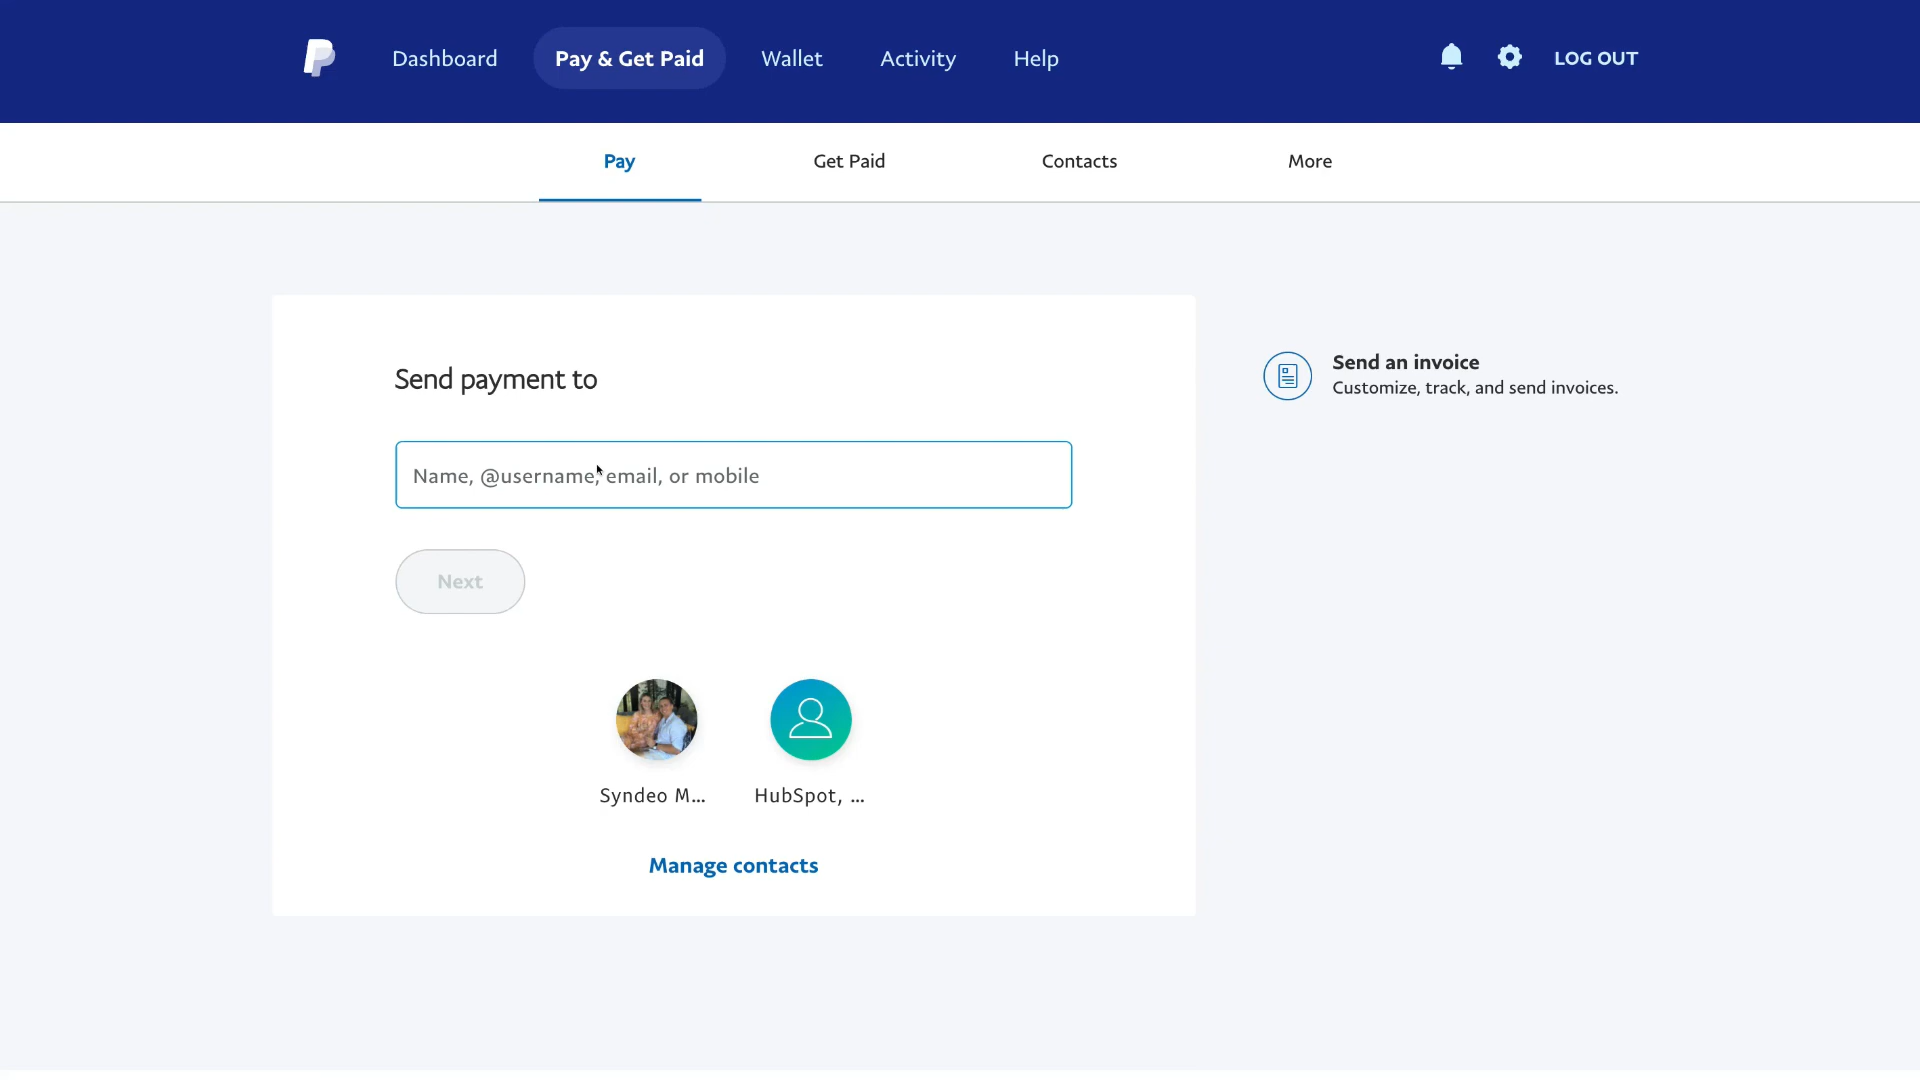 Dashboard
Pay & Get Paid
Wallet
Activity
Help
LOG OUT
Pay
Get Paid
Contacts
More
Send payment to
Name, @username, email, or mobile
Next
Send an invoice
Customize, track, and send invoices.
Syndeo M...
HubSpot, ...
Manage contacts